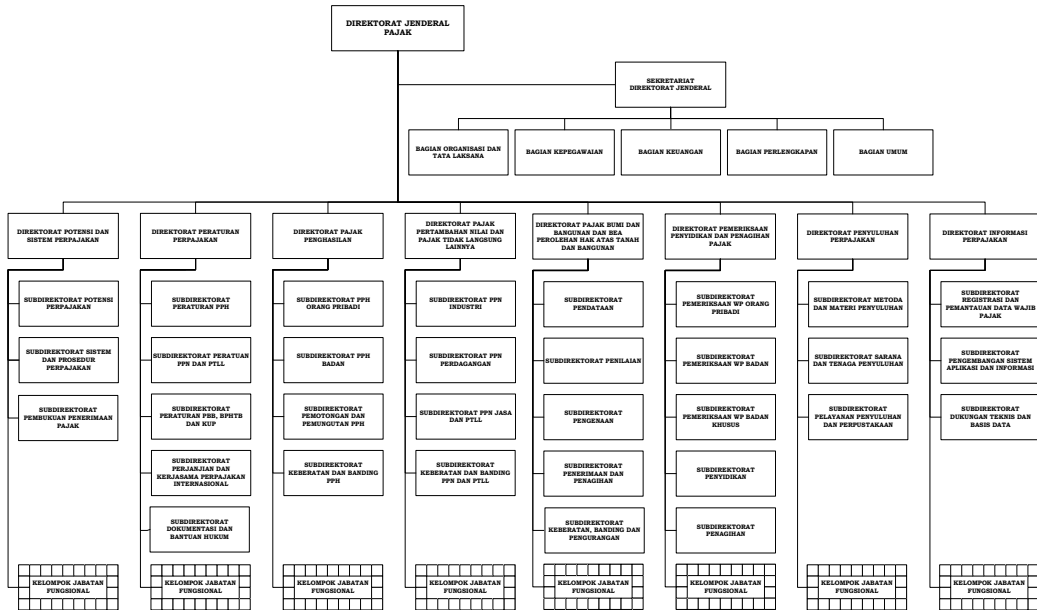 DIREKTORAT JENDERAL
PAJAK
SEKRETARIAT
DIREKTORAT JENDERAL
BAGIAN ORGANISASI DAN
TATA LAKSANA
BAGIAN KEPEGAWAIAN
BAGIAN KEUANGAN
BAGIAN PERLENGKAPAN
BAGIAN UMUM
DIREKTORAT POTENSI DAN
SISTEM PERPAJAKAN
DIREKTORAT PERATURAN
PERPAJAKAN
DIREKTORAT PAJAK
PENGHASILAN
DIREKTORAT PAJAK
PERTAMBAHAN NILAI DAN
PAJAK TIDAK LANGSUNG
LAINNYA
DIREKTORAT PAJAK BUMI DAN
BANGUNAN DAN BEA
PEROLEHAN HAK ATAS TANAH
DAN BANGUNAN
DIREKTORAT PEMERIKSAAN
PENYIDIKAN DAN PENAGIHAN
PAJAK
DIREKTORAT PENYULUHAN
PERPAJAKAN
DIREKTORAT INFORMASI
PERPAJAKAN
SUBDIREKTORAT POTENSI
PERPAJAKAN
SUBDIREKTORAT SISTEM
DAN PROSEDUR
PERPAJAKAN
SUBDIREKTORAT
PEMBUKUAN PENERIMAAN
PAJAK
KELOMPOK JABATAN
FUNGSIONAL
SUBDIREKTORAT
PERATURAN PPH
SUBDIREKTORAT PERATUAN
PPN DAN PTLL
SUBDIREKTORAT
PERATURAN PBB, BPHTB
DAN KUP
SUBDIREKTORAT
PERJANJIAN DAN
KERJASAMA PERPAJAKAN
INTERNASIONAL
SUBDIREKTORAT
DOKUMENTASI DAN
BANTUAN HUKUM
KELOMPOK JABATAN
FUNGSIONAL
SUBDIREKTORAT PPH
ORANG PRIBADI
SUBDIREKTORAT PPH
BADAN
SUBDIREKTORAT
PEMOTONGAN DAN
PEMUNGUTAN PPH
SUBDIREKTORAT
KEBERATAN DAN BANDING
PPH
KELOMPOK JABATAN
FUNGSIONAL
SUBDIREKTORAT PPN
INDUSTRI
SUBDIREKTORAT PPN
PERDAGANGAN
SUBDIREKTORAT PPN JASA
DAN PTLL
SUBDIREKTORAT
KEBERATAN DAN BANDING
PPN DAN PTLL
KELOMPOK JABATAN
FUNGSIONAL
SUBDIREKTORAT
PENDATAAN
SUBDIREKTORAT PENILAIAN
SUBDIREKTORAT
PENGENAAN
SUBDIREKTORAT
PENERIMAAN DAN
PENAGIHAN
SUBDIREKTORAT
KEBERATAN, BANDING DAN
PENGURANGAN
KELOMPOK JABATAN
FUNGSIONAL
SUBDIREKTORAT
PEMERIKSAAN WP ORANG
PRIBADI
SUBDIREKTORAT
PEMERIKSAAN WP BADAN
SUBDIREKTORAT
PEMERIKSAAN WP BADAN
KHUSUS
SUBDIREKTORAT
PENYIDIKAN
SUBDIREKTORAT
PENAGIHAN
KELOMPOK JABATAN
FUNGSIONAL
SUBDIREKTORAT METODA
DAN MATERI PENYULUHAN
SUBDIREKTORAT SARANA
DAN TENAGA PENYULUHAN
SUBDIREKTORAT
PELAYANAN PENYULUHAN
DAN PERPUSTAKAAN
KELOMPOK JABATAN
FUNGSIONAL
SUBDIREKTORAT
REGISTRASI DAN
PEMANTAUAN DATA WAJIB
PAJAK
SUBDIREKTORAT
PENGEMBANGAN SISTEM
APLIKASI DAN INFORMASI
SUBDIREKTORAT
DUKUNGAN TEKNIS DAN
BASIS DATA
KELOMPOK JABATAN
FUNGSIONAL